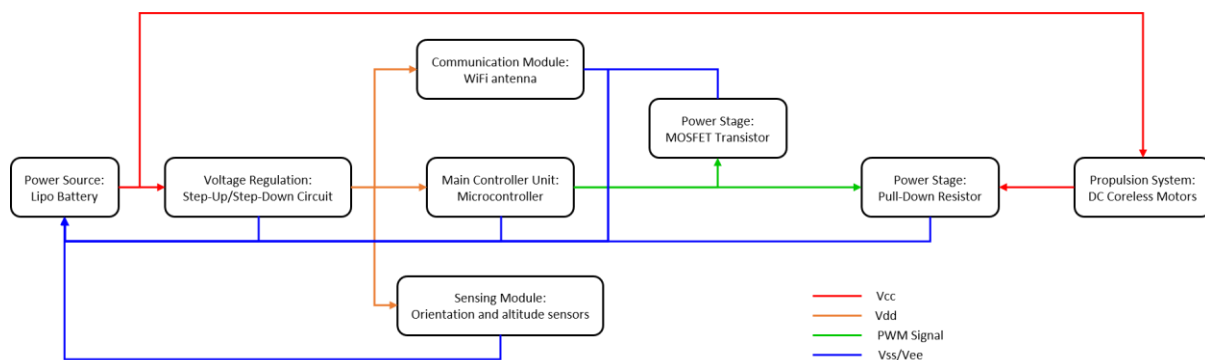 Communication Module:
WiFi antenna
Power Stage:
MOSFET Transistor
Power Source:
Lipo Battery
Voltage Regulation:
Step-Up/Step-Down Circuit
Main Controller Unit:
Microcontroller
Power Stage:
Pull-Down Resistor
Propulsion System:
DC Coreless Motors
Sensing Module:
Orientation and altitude sensors
Vcc
Vdd
PWM Signal
Vss/Vee